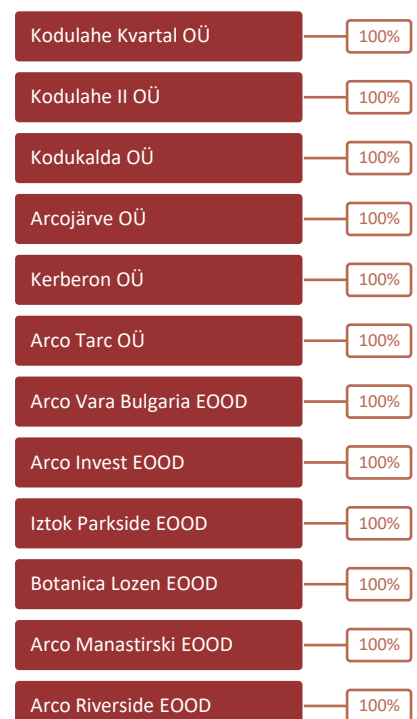 Kodulahe Kvartal OÜ 100%
Kodulahe II OÜ 100%
Kodukalda OÜ 100%
Arcojärve OÜ 100%
Kerberon OÜ 100%
Arco Tarc OÜ 100%
Arco Vara Bulgaria EOOD 100%
Arco Invest EOOD 100%
Iztok Parkside EOOD 100%
Botanica Lozen EOOD 100%
Arco Manastirski EOOD 100%
Arco Riverside EOOD 100%